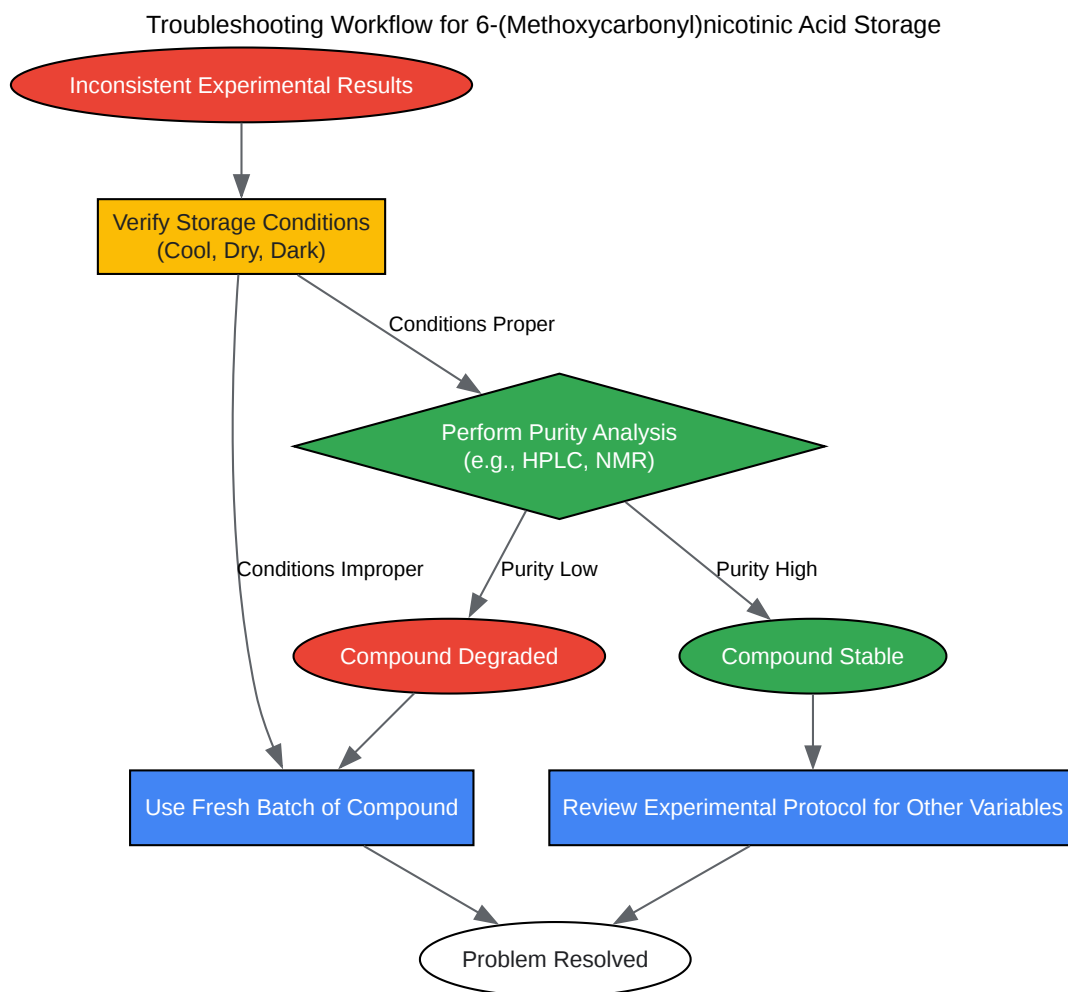 Troubleshooting Workflow for 6-(Methoxycarbonyl)nicotinic Acid Storage
Inconsistent Experimental Results
Verify Storage Conditions
(Cool, Dry, Dark)
Conditions Proper
Perform Purity Analysis
(e.g., HPLC, NMR)
Conditions Improper
Purity Low
Purity High
Compound Degraded
Compound Stable
Use Fresh Batch of Compound
Review Experimental Protocol for Other Variables
Problem Resolved